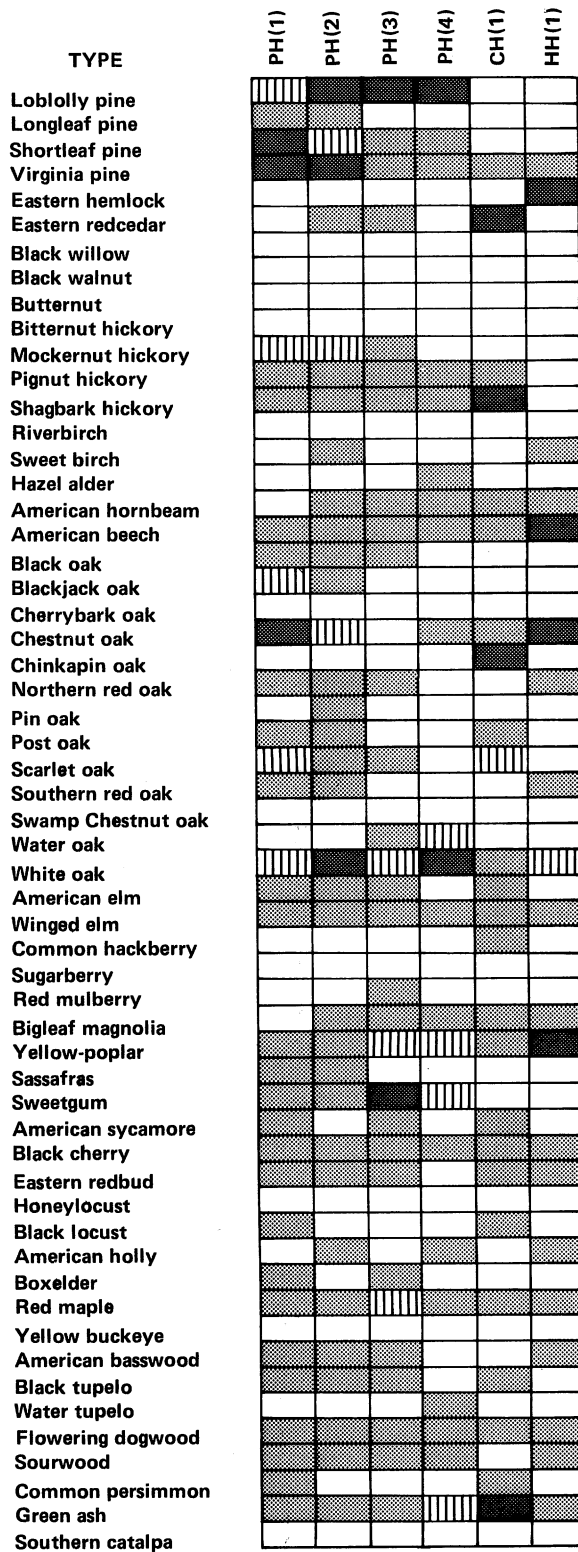 TYPE PH(1) PH(2) PH(3) PH(4) CH(1) HH(1)
Loblolly pine
Longleaf pine
Shortleaf pine
Virginia pine
Eastern hemlock
Eastern redcedar
Black willow
Black walnut
Butternut
Bitternut hickory
Mockernut hickory
Pignut hickory
Shagbark hickory
Riverbirch
Sweet birch
Hazel alder
American hornbeam
American beech
Black oak
Blackjack oak
Cherrybark oak
Chestnut oak
Chinkapin oak
Northern red oak
Pin oak
Post oak
Scarlet oak
Southern red oak
Swamp Chestnut oak
Water oak
White oak
American elm
Winged elm
Common hackberry
Sugarberry
Red mulberry
Bigleaf magnolia
Yellow-poplar
Sassafras
Sweetgum
American sycamore
Black cherry
Eastern redbud
Honeylocust
Black locust
American holly
Boxelder
Red maple
Yellow buckeye
American basswood
Black tupelo
Water tupelo
Flowering dogwood
Sourwood
Common persimmon
Green ash
Southern catalpa